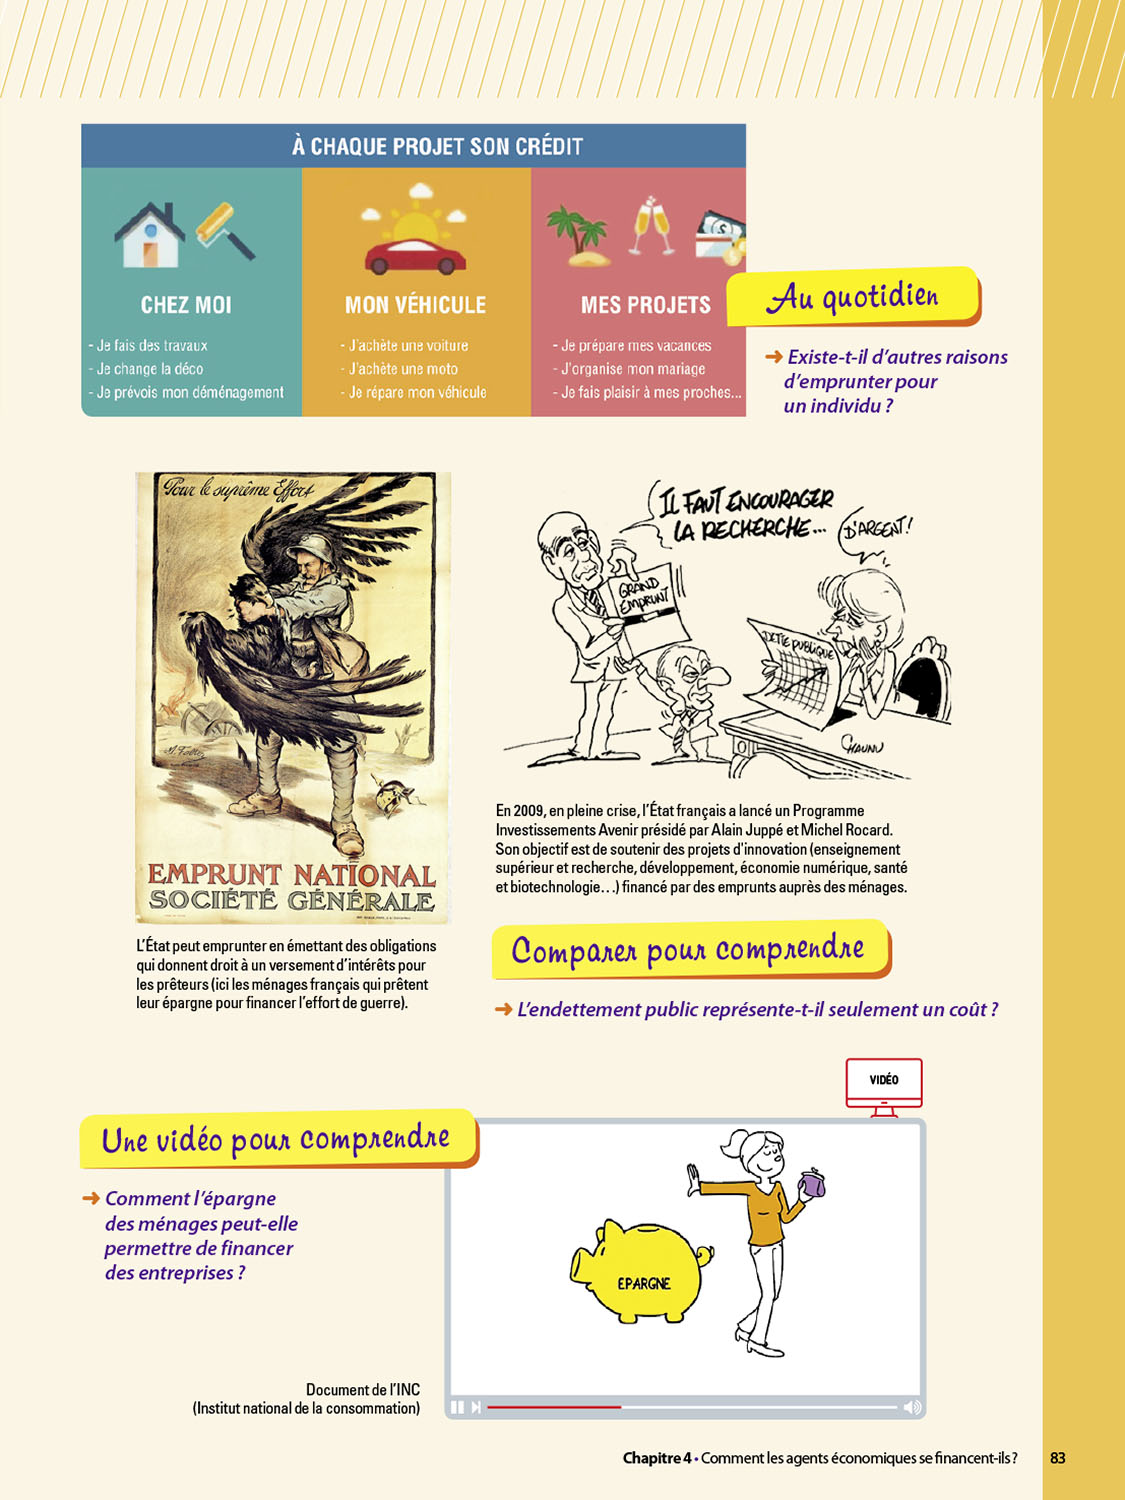 À CHAQUE PROJET SON CRÉDIT
CHEZ MOI
- Je fais des travaux
- Je change la déco
- Je prévois mon déménagement
MON VÉHICULE
- J'achète une voiture
- J'achète une moto
- Je répare mon véhicule
MES PROJETS
- Je prépare mes vacances
- J'organise mon mariage
- Je fais plaisir à mes proches...
Au quotidien
➜ Existe-t-il d'autres raisons
d'emprunter pour
un individu ?
Pour le suprême Effort
EMPRUNT NATIONAL
SOCIÉTÉ GÉNÉRALE
L'État peut emprunter en émettant des obligations
qui donnent droit à un versement d'intérêts pour
les prêteurs (ici les ménages français qui prêtent
leur épargne pour financer l'effort de guerre).
IL FAUT ENCOURAGER
LA RECHERCHE...
D'ARGENT!
GRAND
EMPRUNT
DETTE PUBLIQUE
CHAUNU
En 2009, en pleine crise, l'État français a lancé un Programme
Investissements Avenir présidé par Alain Juppé et Michel Rocard.
Son objectif est de soutenir des projets d'innovation (enseignement
supérieur et recherche, développement, économie numérique, santé
et biotechnologie...) financé par des emprunts auprès des ménages.
Comparer pour comprendre
➜ L'endettement public représente-t-il seulement un coût ?
VIDÉO
Une vidéo pour comprendre
➜ Comment l'épargne
des ménages peut-elle
permettre de financer
des entreprises ?
EPARGNE
Document de l'INC
(Institut national de la consommation)
Chapitre 4 • Comment les agents économiques se financent-ils ?
83